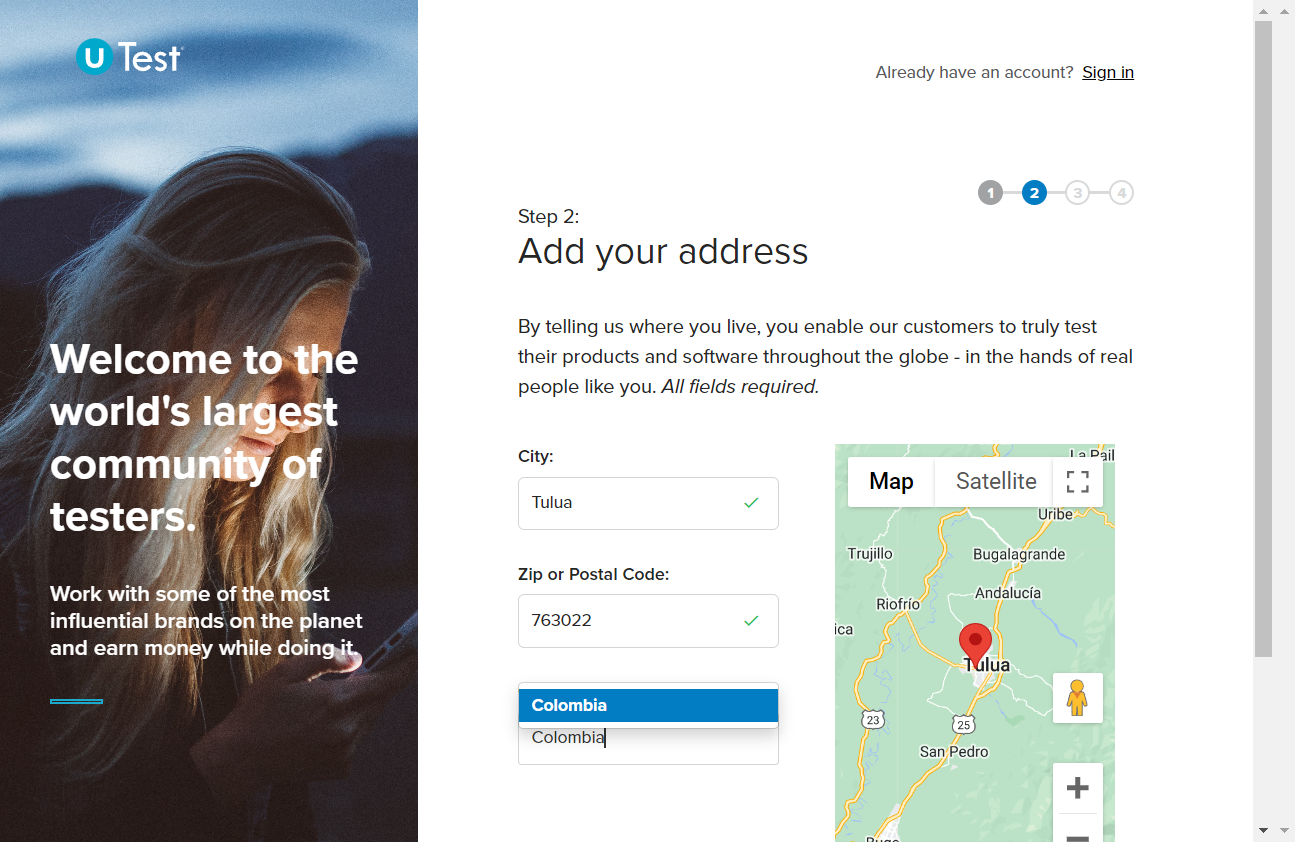 U Test
Already have an account? Sign in
1 2 3 4
Step 2:
Add your address
By telling us where you live, you enable our customers to truly test
their products and software throughout the globe - in the hands of real
people like you. All fields required.
Welcome to the
world's largest
community of
testers.
Work with some of the most
influential brands on the planet
and earn money while doing it.
City:
Tulua
Zip or Postal Code:
763022
Colombia
Colombia
La Pail
Map Satellite
Uribe
Trujillo
Bugalagrande
Andalucía
Riofrío
ica
Tulua
23
25
San Pedro